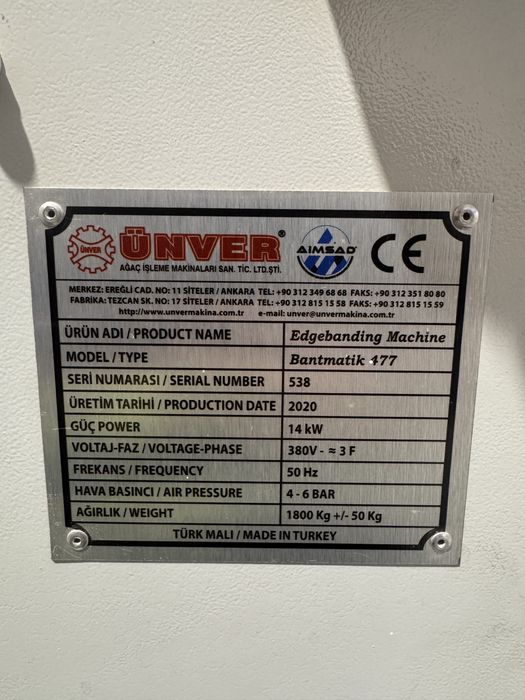 ÜNVER
ÜNVER®
AĞAÇ İŞLEME MAKİNALARI SAN. TİC. LTD.ŞTİ.
AİMSAD
CE
MERKEZ: EREĞLİ CAD. NO: 11 SİTELER / ANKARA TEL: +90 312 349 68 68 FAKS: +90 312 351 80 80
FABRİKA: TEZCAN SK. NO: 17 SİTELER / ANKARA TEL: +90 312 815 15 58 FAKS: +90 312 815 15 59
http://www.unvermakina.com.tr e-mail: unver@unvermakina.com.tr
ÜRÜN ADI / PRODUCT NAME Edgebanding Machine
MODEL / TYPE Bantmatik 477
SERİ NUMARASI / SERIAL NUMBER 538
ÜRETİM TARİHİ / PRODUCTION DATE 2020
GÜÇ POWER 14 kW
VOLTAJ-FAZ / VOLTAGE-PHASE 380V - ≈ 3 F
FREKANS / FREQUENCY 50 Hz
HAVA BASINCI / AIR PRESSURE 4 - 6 BAR
AĞIRLIK / WEIGHT 1800 Kg +/- 50 Kg
TÜRK MALI / MADE IN TURKEY